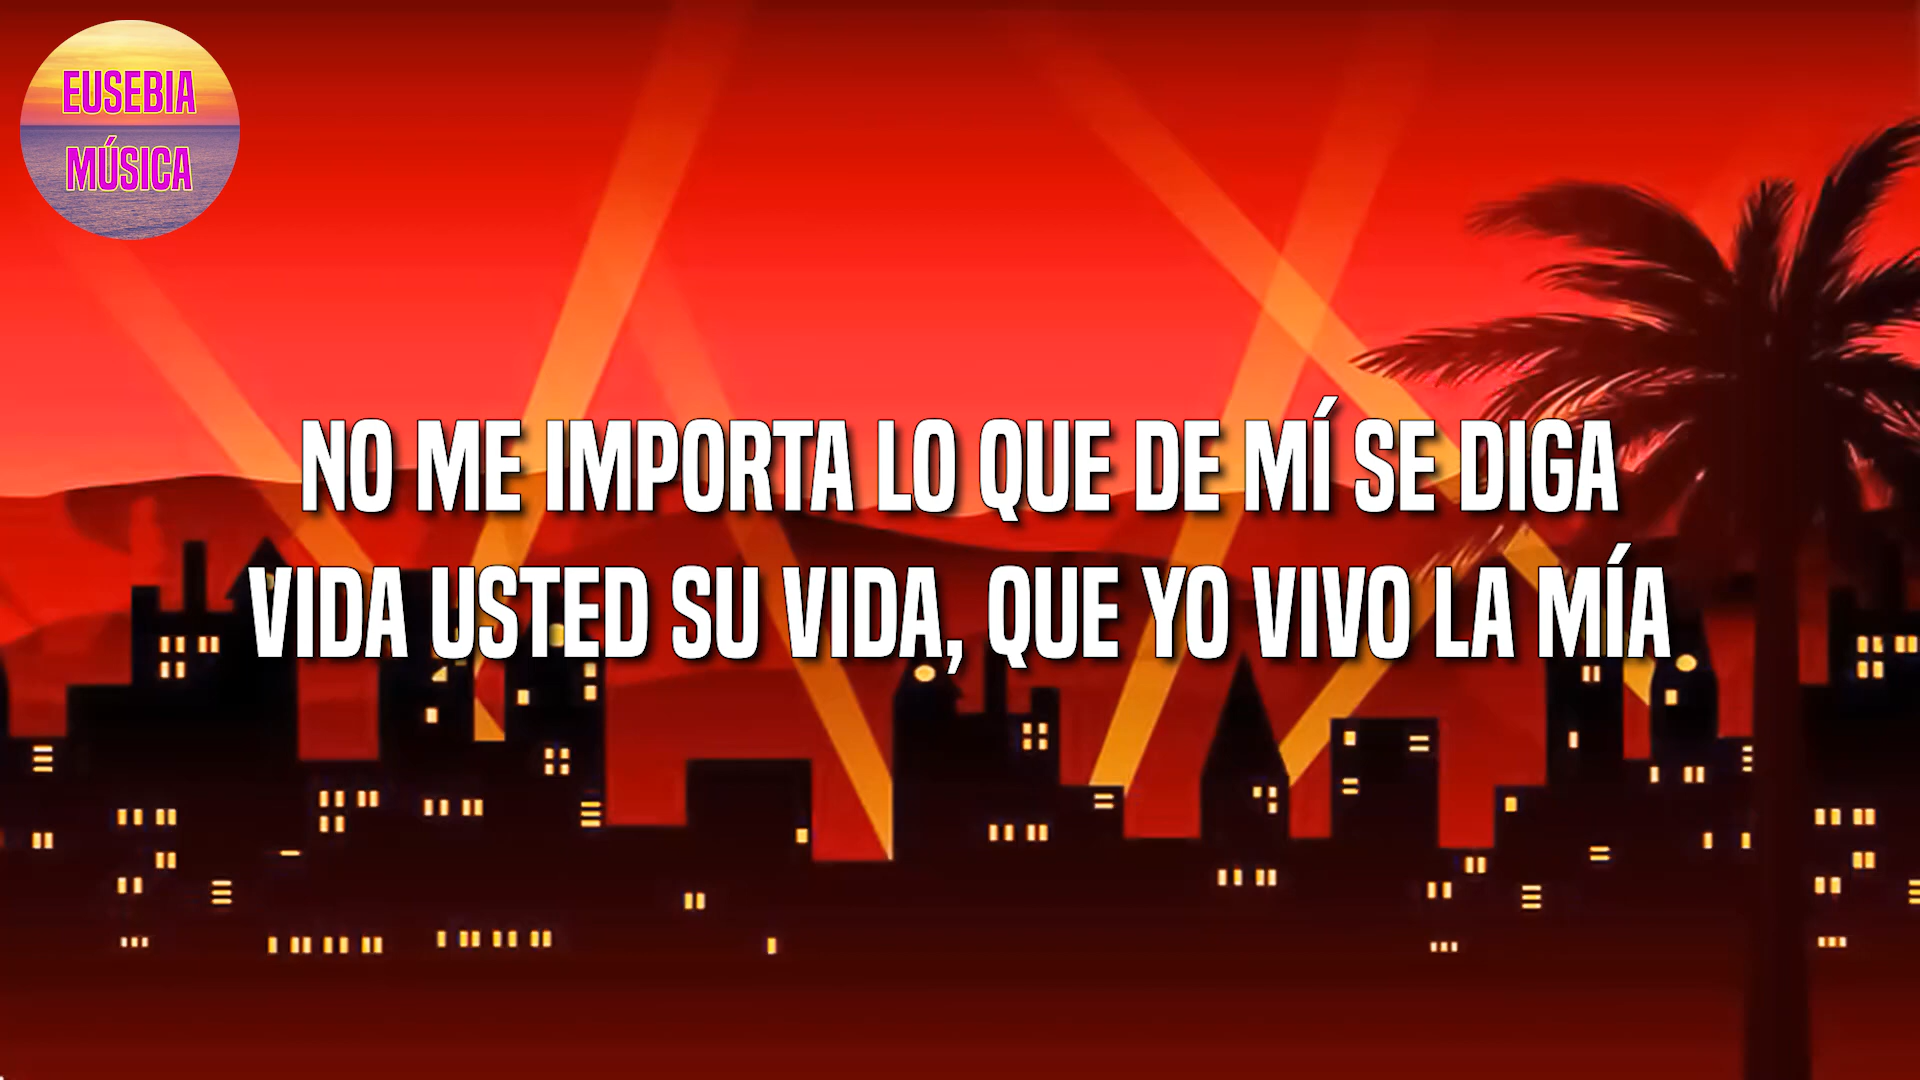 EUSEBIA
MÚSICA
NO ME IMPORTA LO QUE DE MÍ SE DIGA
VIDA USTED SU VIDA, QUE YO VIVO LA MÍA